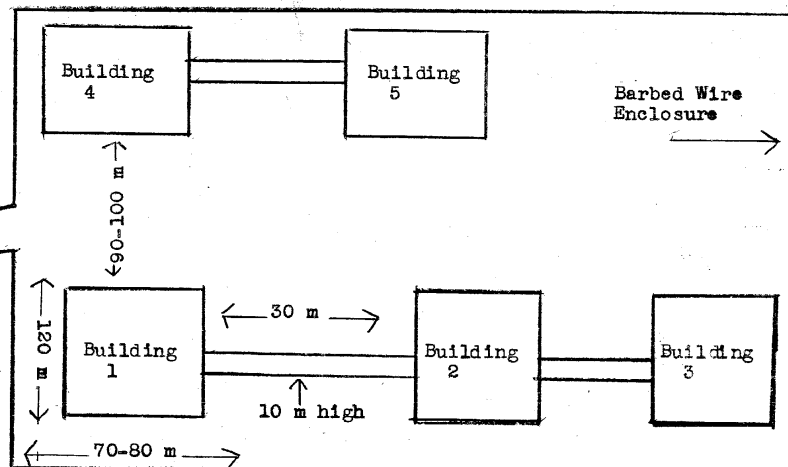 Building
4
Building
5
Barbed Wire
Enclosure
90-100 m
120 m
Building
1
30 m
10 m high
Building
2
Building
3
70-80 m